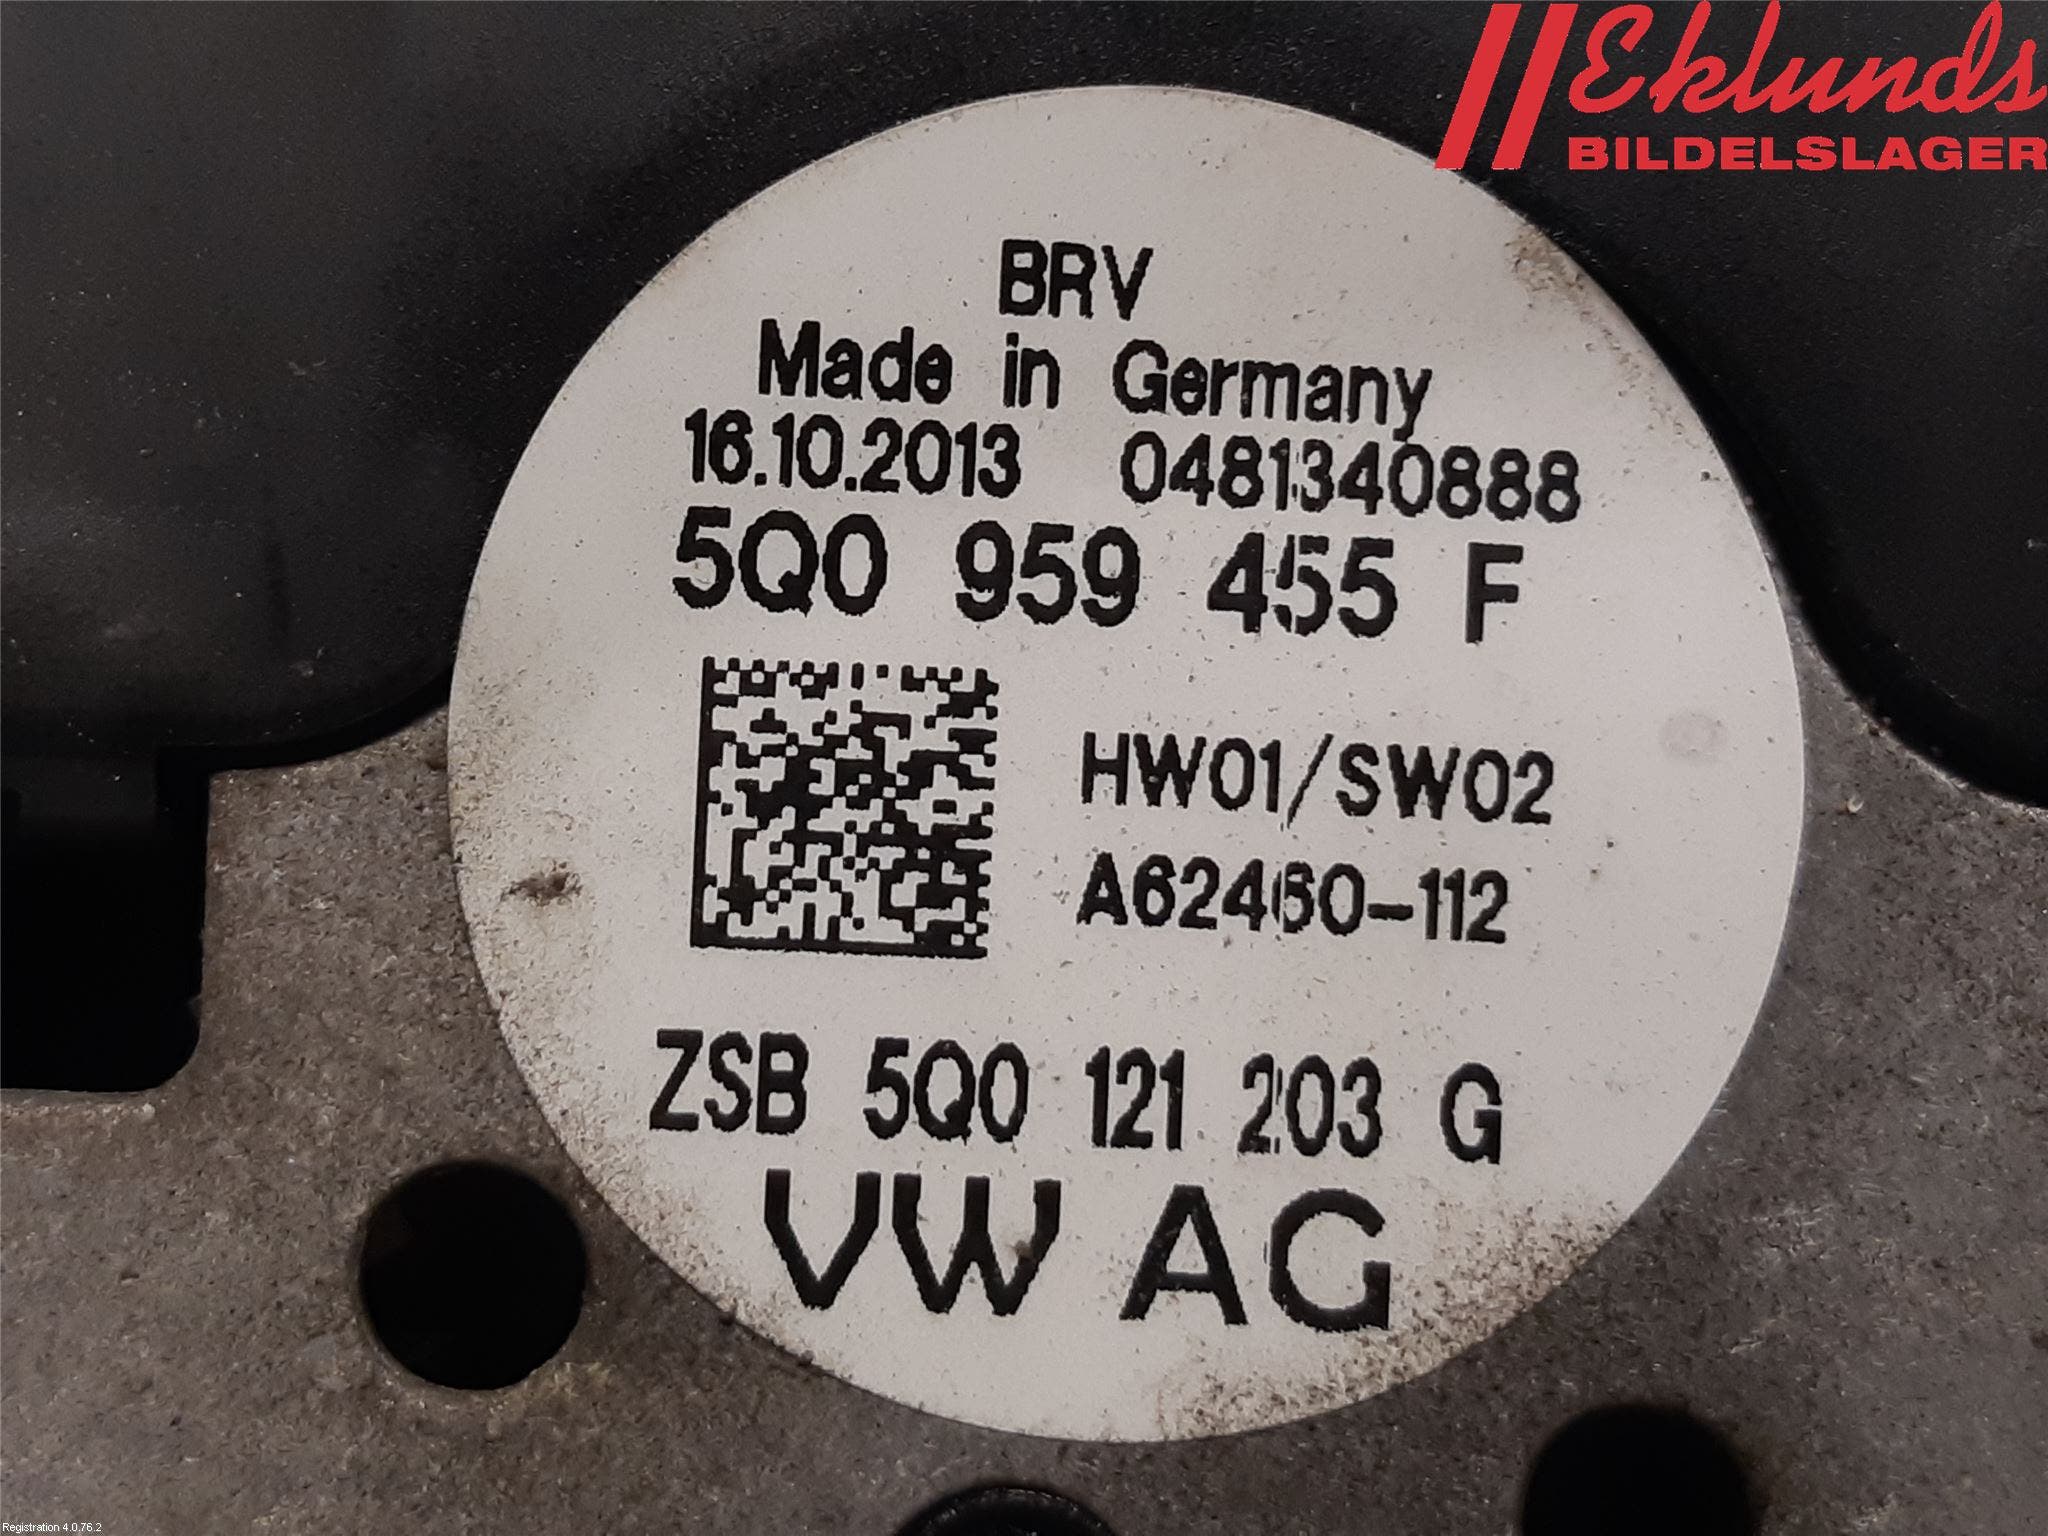 Eklunds
BILDELSLAGER
BRV
Made in Germany
16.10.2013 0481340888
5Q0 959 455 F
HW01/SW02
A62460-112
ZSB 5Q0 121 203 G
VW AG
Registration 4.0.76.2